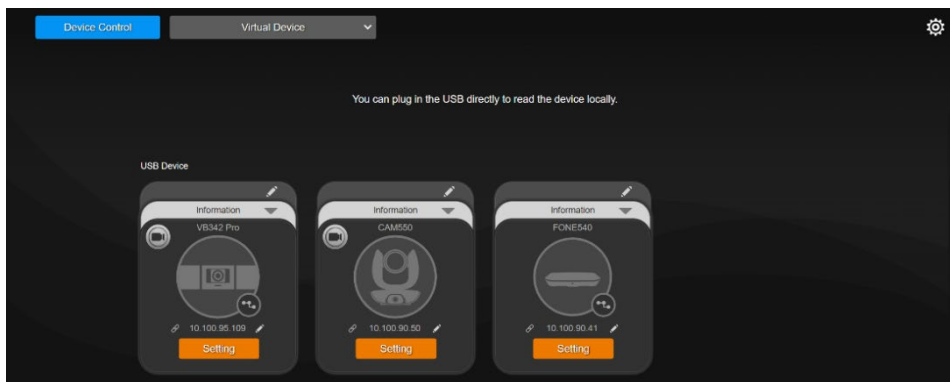 Device Control
Virtual Device
You can plug in the USB directly to read the device locally.
USB Device
Information
Information
Information
VB342 Pro
CAM550
FONE540
10.100.95.109
10.100.90.50
10.100.90.41
Setting
Setting
Setting